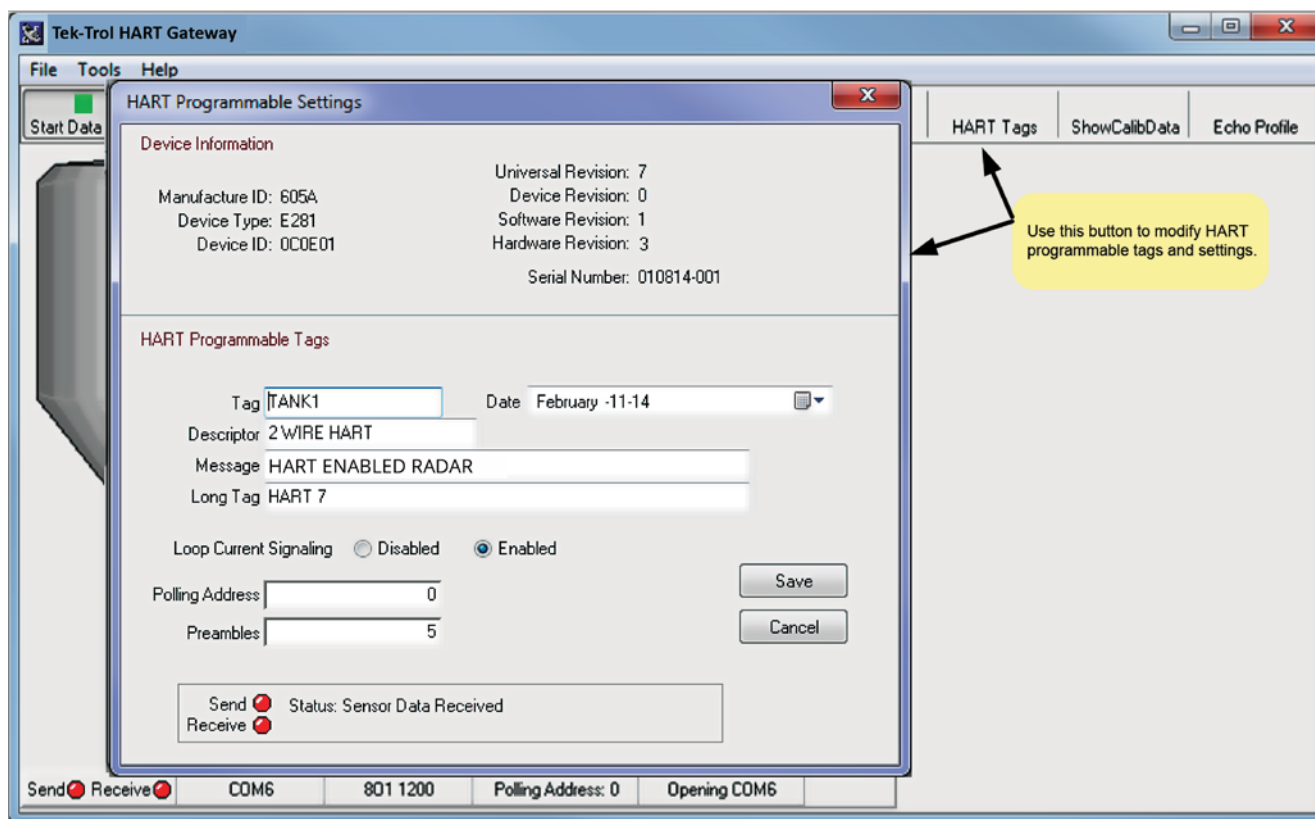 Tek-Trol HART Gateway
File Tools Help
Start Data
HART Tags
ShowCalibData
Echo Profile
HART Programmable Settings
Device Information
Manufacture ID: 605A
Device Type: E281
Device ID: 0C0E01
Universal Revision: 7
Device Revision: 0
Software Revision: 1
Hardware Revision: 3
Serial Number: 010814-001
Use this button to modify HART
programmable tags and settings.
HART Programmable Tags
Tag TANK1
Date February -11-14
Descriptor 2 WIRE HART
Message HART ENABLED RADAR
Long Tag HART 7
Loop Current Signaling Disabled Enabled
Polling Address 0
Preambles 5
Save
Cancel
Send Status: Sensor Data Received
Receive
Send Receive COM6 8O1 1200 Polling Address: 0 Opening COM6